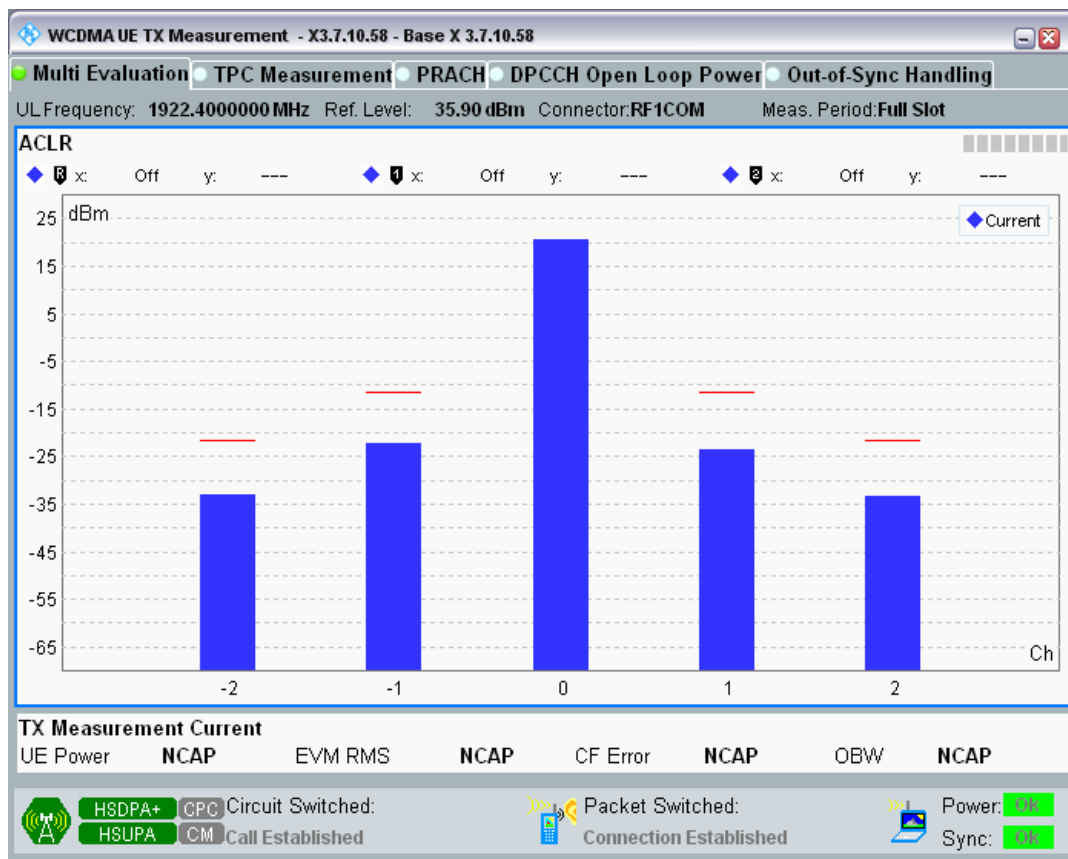 WCDMA UE TX Measurement - X3.7.10.58 - Base X 3.7.10.58
Multi Evaluation TPC Measurement PRACH DPCCH Open Loop Power Out-of-Sync Handling
UL Frequency: 1922.4000000 MHz Ref. Level: 35.90 dBm Connector:RF1COM Meas. Period:Full Slot
ACLR
R x: Off y: --- 1 x: Off y: --- 2 x: Off y: ---
dBm
Current
25
15
5
-5
-15
-25
-35
-45
-55
-65
Ch
-2 -1 0 1 2
TX Measurement Current
UE Power NCAP EVM RMS NCAP CF Error NCAP OBW NCAP
HSDPA+ CPC Circuit Switched: Packet Switched: Power: OK
HSUPA CM Call Established Connection Established Sync: OK